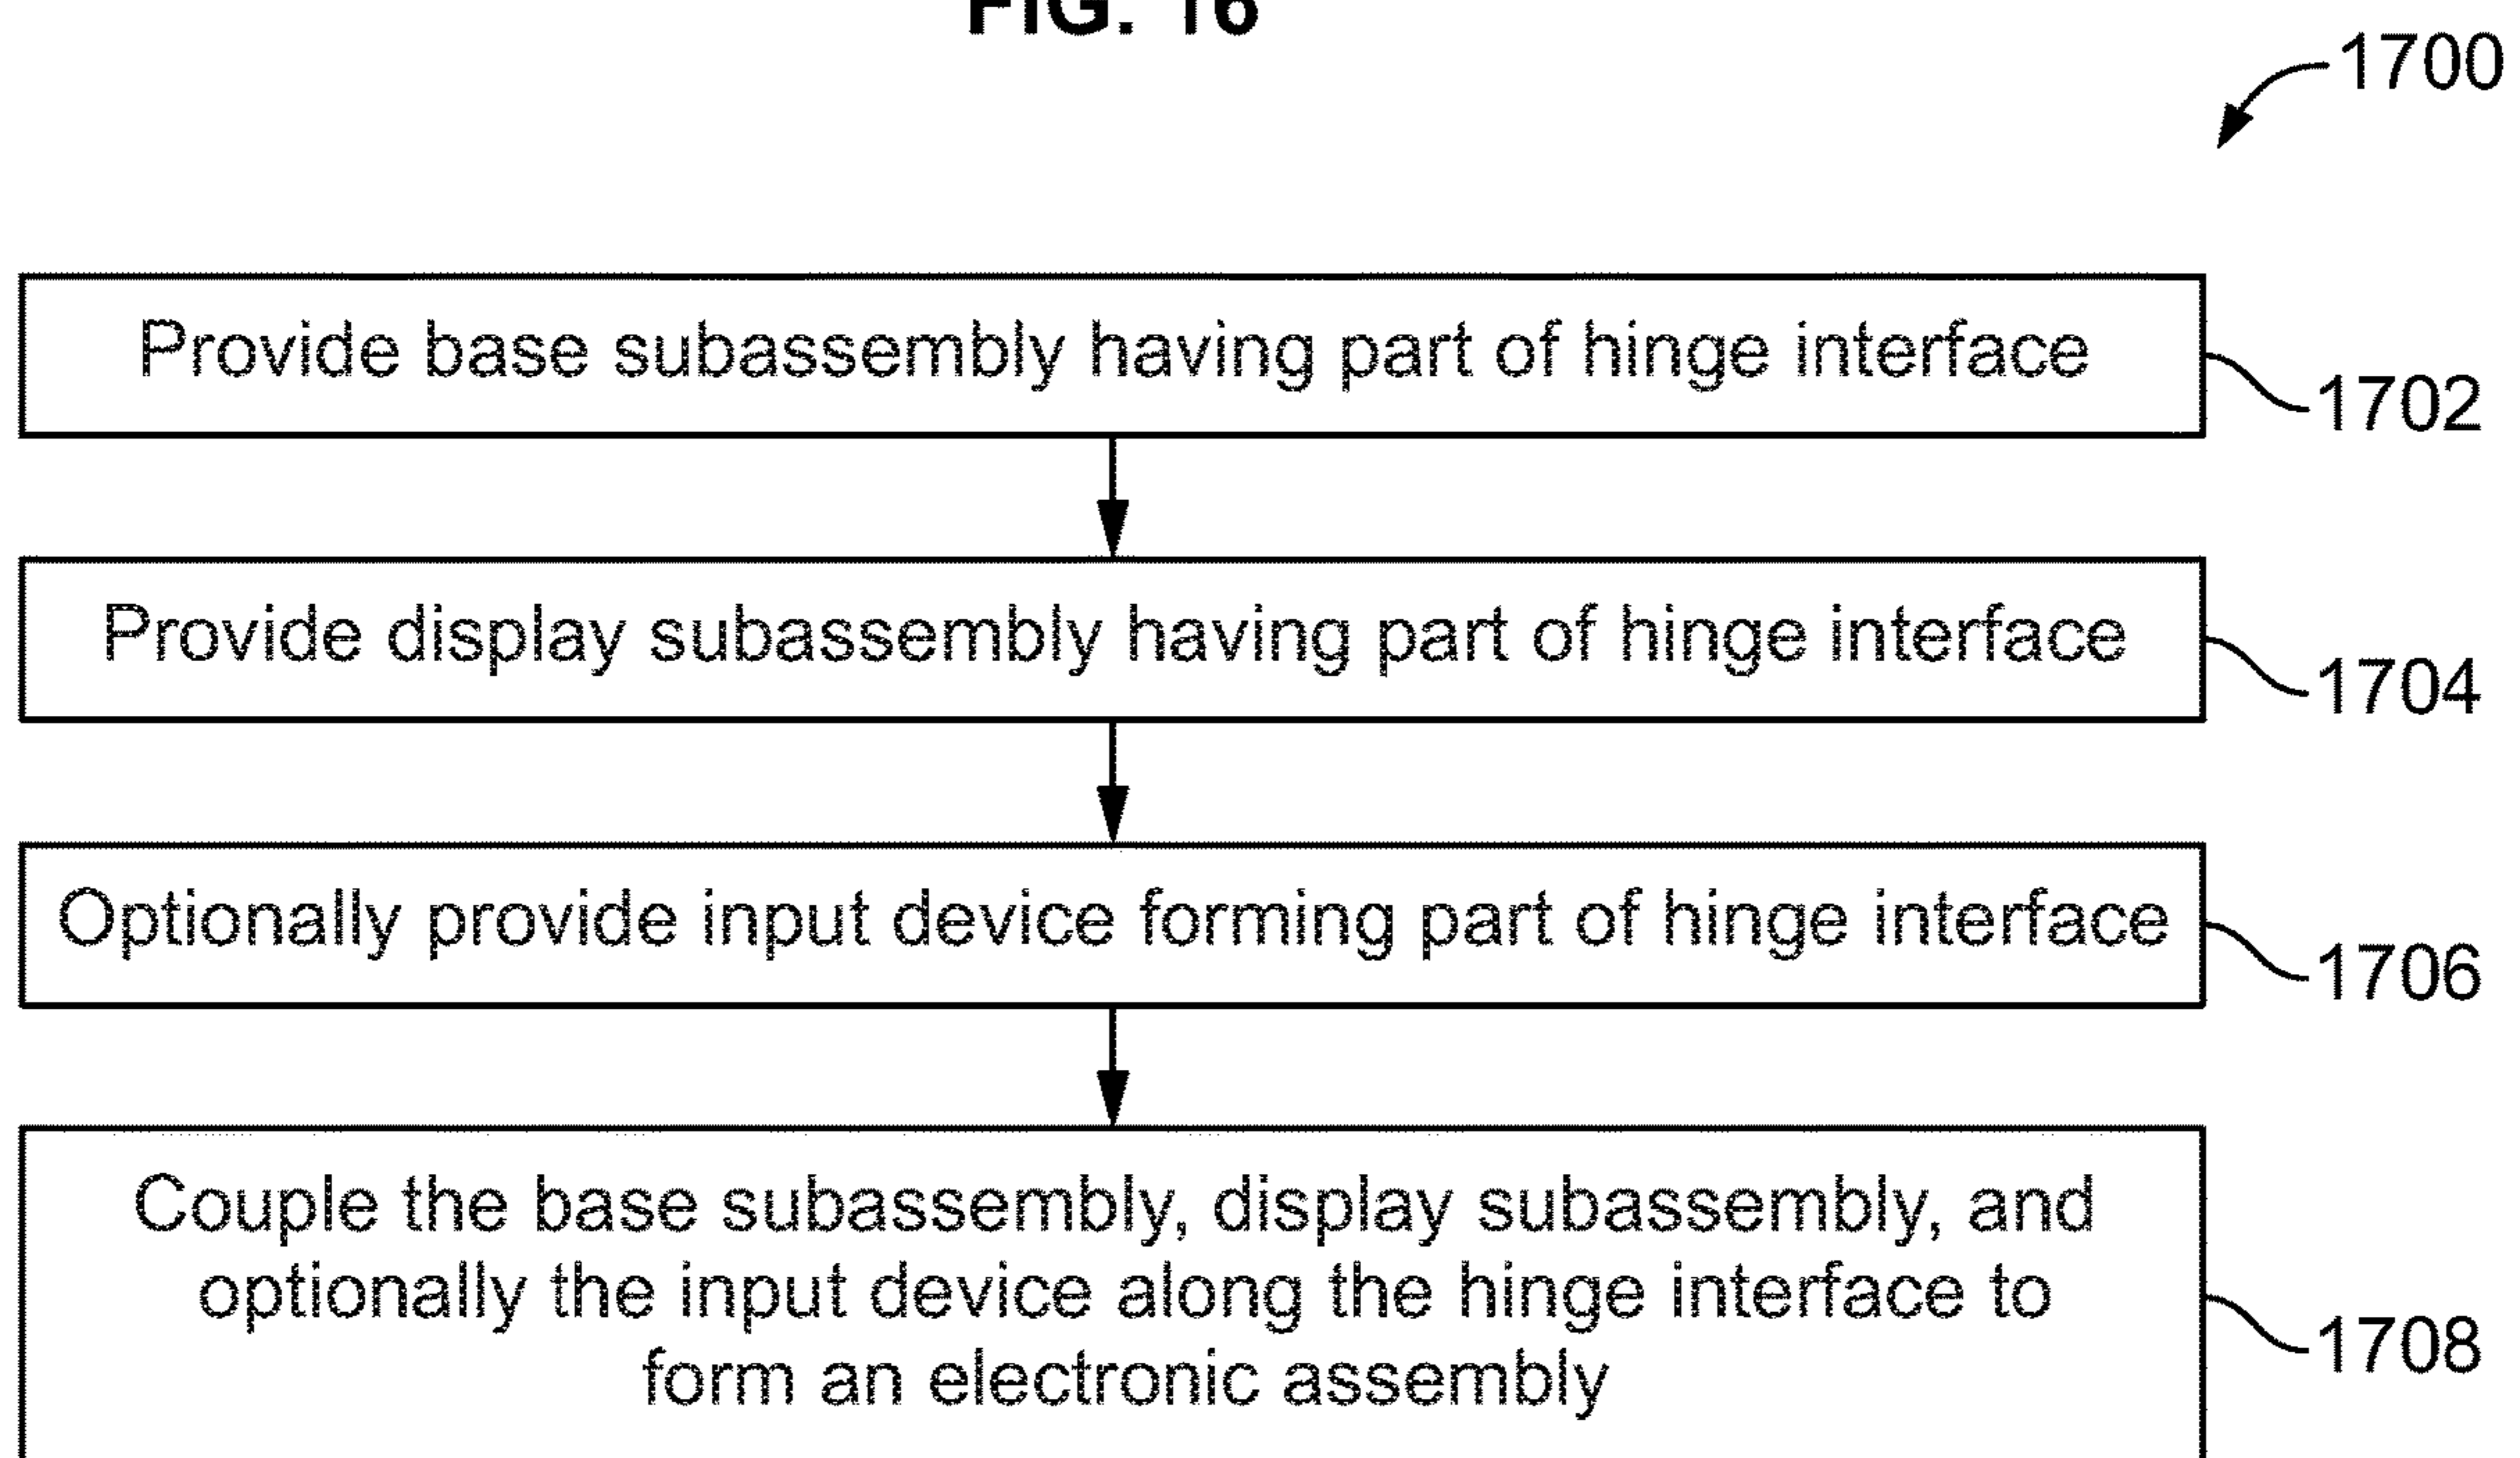 FIG. 16
1700
Provide base subassembly having part of hinge interface
1702
Provide display subassembly having part of hinge interface
1704
Optionally provide input device forming part of hinge interface
1706
Couple the base subassembly, display subassembly, and
optionally the input device along the hinge interface to
form an electronic assembly
1708